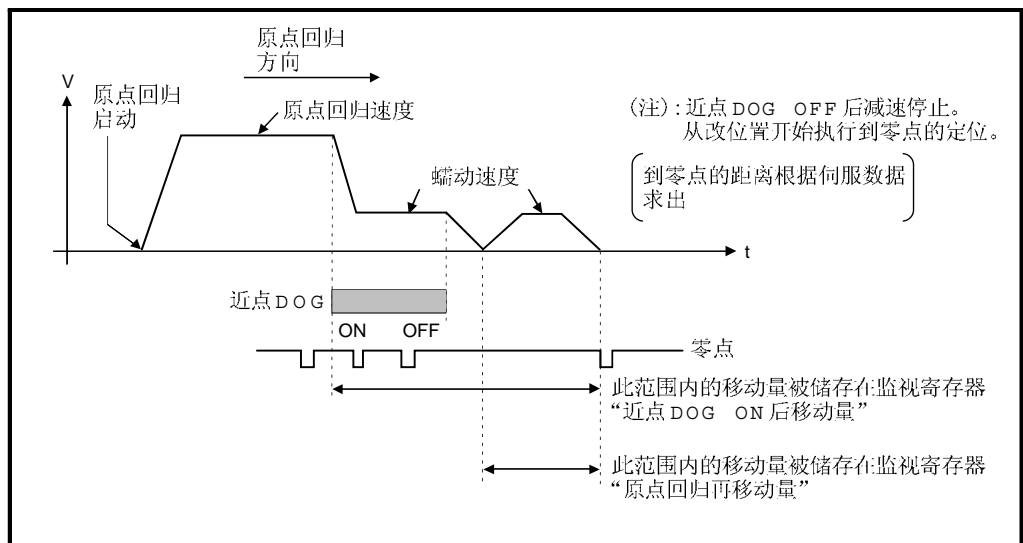 原点回归
方向
V
原点回归
启动
原点回归速度
(注):近点DOG OFF后减速停止。
从改位置开始执行到零点的定位。
蠕动速度
到零点的距离根据伺服数据
求出
t
近点DOG
ON OFF
零点
此范围内的移动量被储存在监视寄存器
“近点DOG ON后移动量”
此范围内的移动量被储存在监视寄存器
“原点回归再移动量”